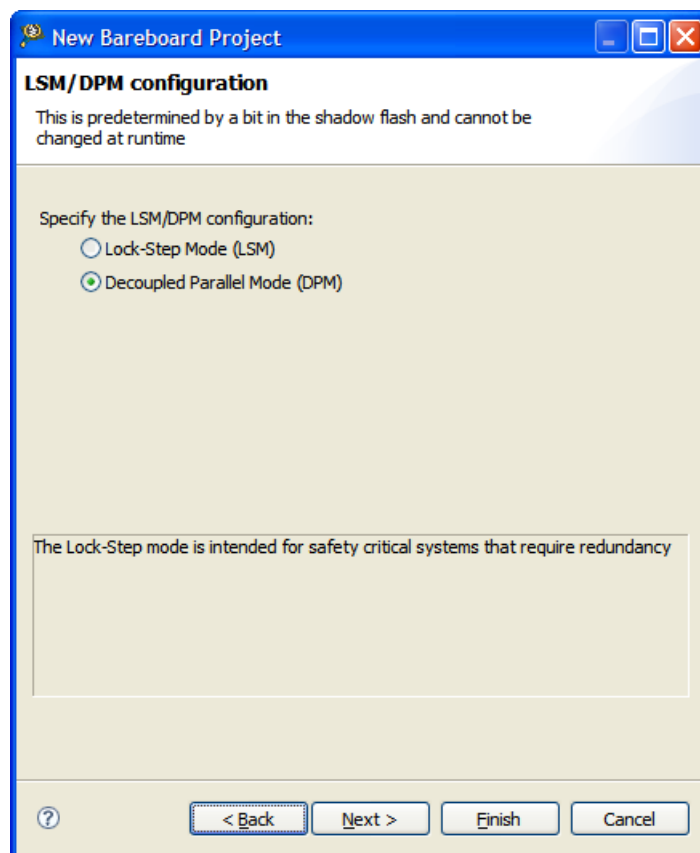 New Bareboard Project
LSM/DPM configuration
This is predetermined by a bit in the shadow flash and cannot be
changed at runtime
Specify the LSM/DPM configuration:
Lock-Step Mode (LSM)
Decoupled Parallel Mode (DPM)
The Lock-Step mode is intended for safety critical systems that require redundancy
? < Back Next > Finish Cancel